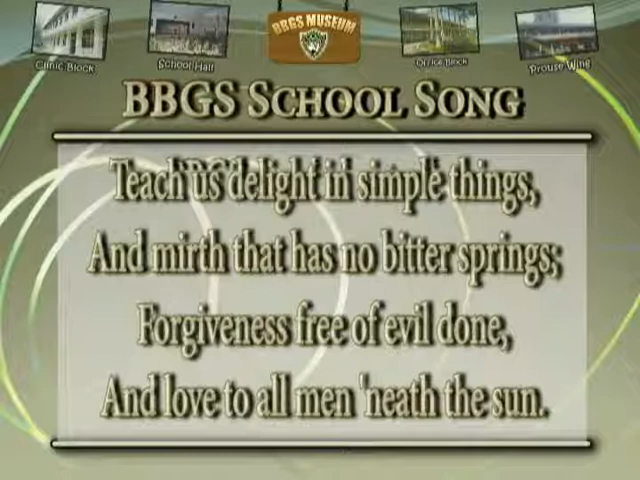 BBGS MUSEUM
Clinic Block
School Hall
Office Block
Prouse Wing
BBGS SCHOOL SONG
Teach us delight in simple things,
And mirth that has no bitter springs;
Forgiveness free of evil done,
And love to all men 'neath the sun.